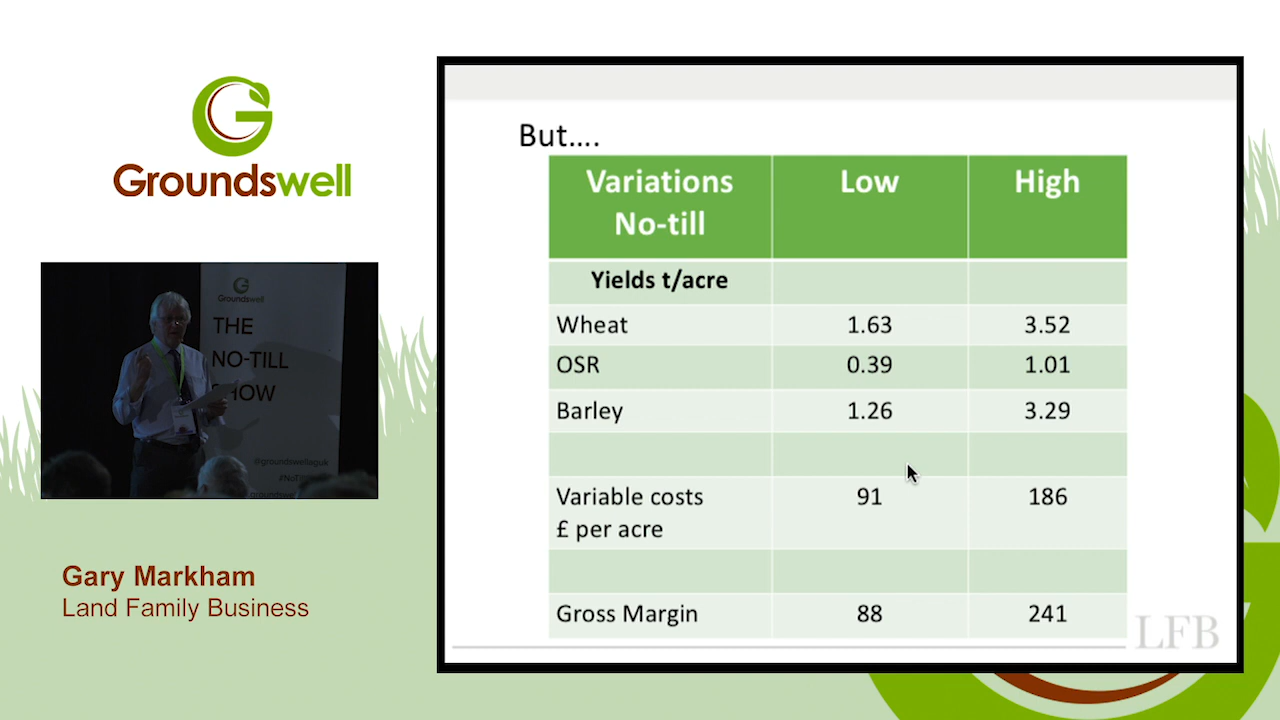 Groundswell
Groundswell
THE
NO-TILL
SHOW
@groundswellaguk
Gary Markham
Land Family Business
But....
Variations No-till Low High
Yields t/acre
Wheat 1.63 3.52
OSR 0.39 1.01
Barley 1.26 3.29
Variable costs £ per acre 91 186
Gross Margin 88 241
LFB